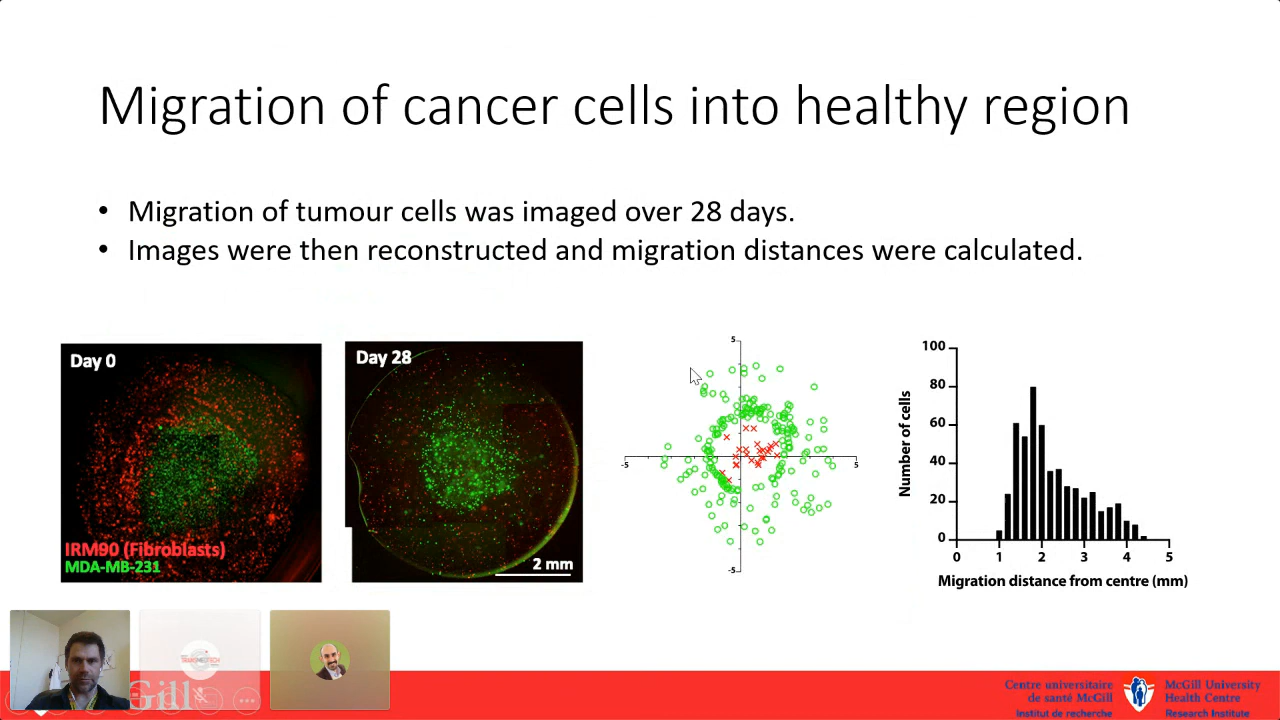 Migration of cancer cells into healthy region
• Migration of tumour cells was imaged over 28 days.
• Images were then reconstructed and migration distances were calculated.
Day 0
IRM90 (Fibroblasts)
MDA-MB-231
Day 28
2 mm
5
-5
5
-5
100
80
60
40
20
0
Number of cells
0
1
2
3
4
5
Migration distance from centre (mm)
Gill
Centre universitaire
de santé McGill
Institut de recherche
McGill University
Health Centre
Research Institute